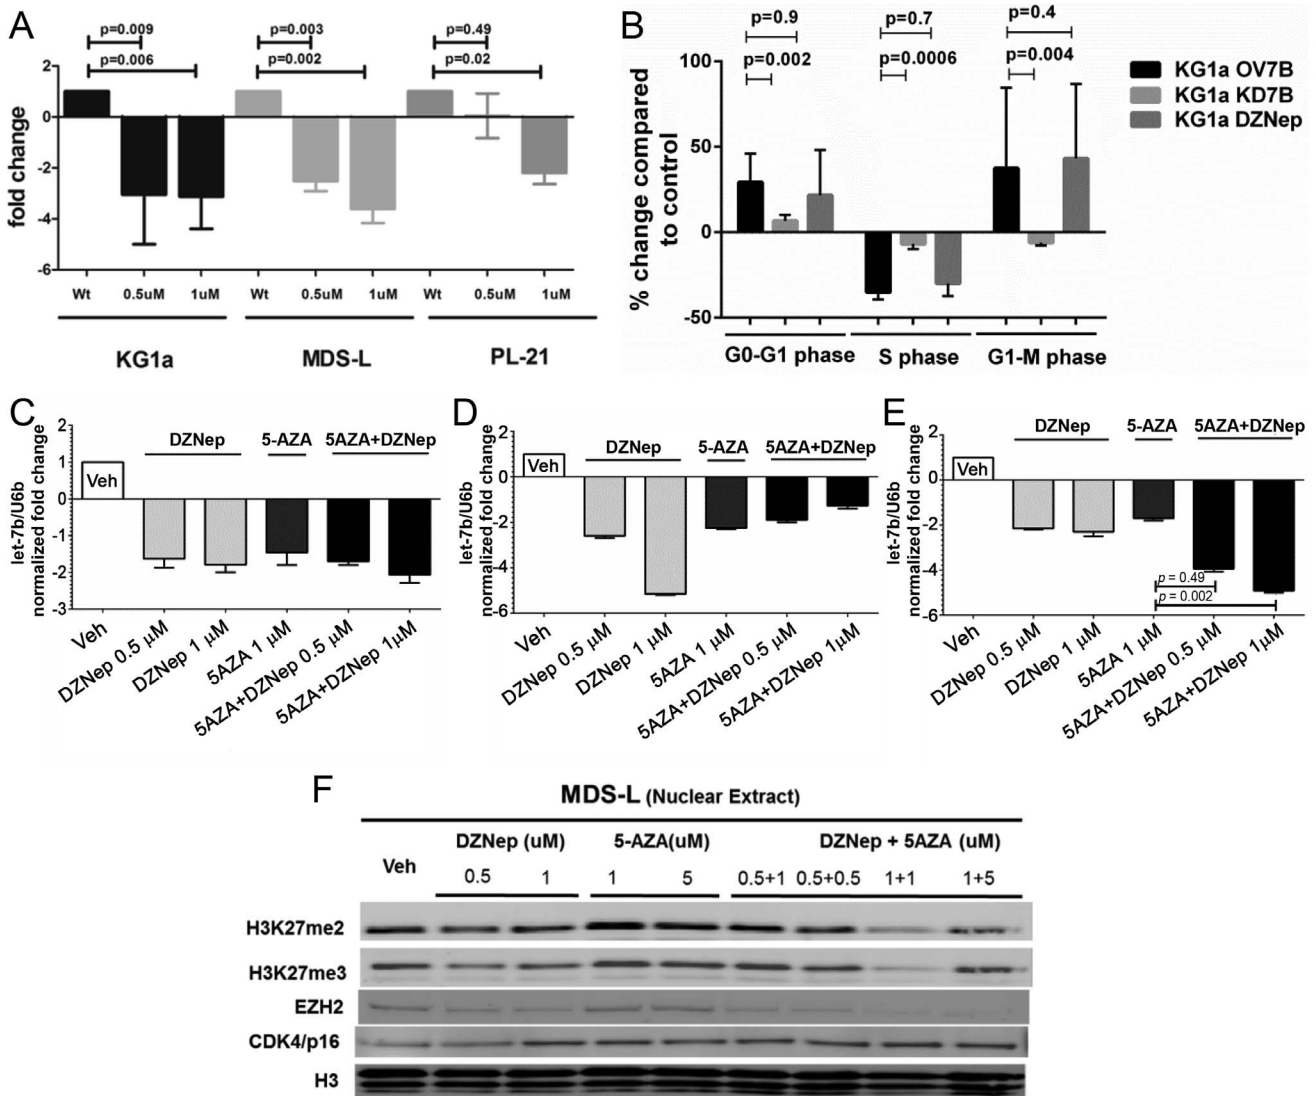 A
p=0.009
p=0.006
p=0.003
p=0.002
p=0.49
p=0.02
fold change
2
0
-2
-4
-6
Wt 0.5uM 1uM Wt 0.5uM 1uM Wt 0.5uM 1uM
KG1a MDS-L PL-21
B
p=0.9
p=0.002
p=0.7
p=0.0006
p=0.4
p=0.004
% change compared
to control
100
50
0
-50
G0-G1 phase S phase G1-M phase
KG1a OV7B
KG1a KD7B
KG1a DZNep
C
let-7b/U6b
normalized fold change
2
1
0
-1
-2
-3
DZNep 5-AZA 5AZA+DZNep
Veh
Veh
DZNep 0.5 µM
DZNep 1 µM
5AZA 1 µM
5AZA+DZNep 0.5 µM
5AZA+DZNep 1µM
D
let-7b/U6b
normalized fold change
2
0
-2
-4
-6
DZNep 5-AZA 5AZA+DZNep
Veh
Veh
DZNep 0.5 µM
DZNep 1 µM
5AZA 1 µM
5AZA+DZNep 0.5 µM
5AZA+DZNep 1µM
E
let-7b/U6b
normalized fold change
2
0
-2
-4
-6
DZNep 5-AZA 5AZA+DZNep
Veh
p = 0.49
p = 0.002
Veh
DZNep 0.5 µM
DZNep 1 µM
5AZA 1 µM
5AZA+DZNep 0.5 µM
5AZA+DZNep 1µM
F
MDS-L (Nuclear Extract)
Veh DZNep (uM) 5-AZA(uM) DZNep + 5AZA (uM)
0.5 1 1 5 0.5+1 0.5+0.5 1+1 1+5
H3K27me2
H3K27me3
EZH2
CDK4/p16
H3